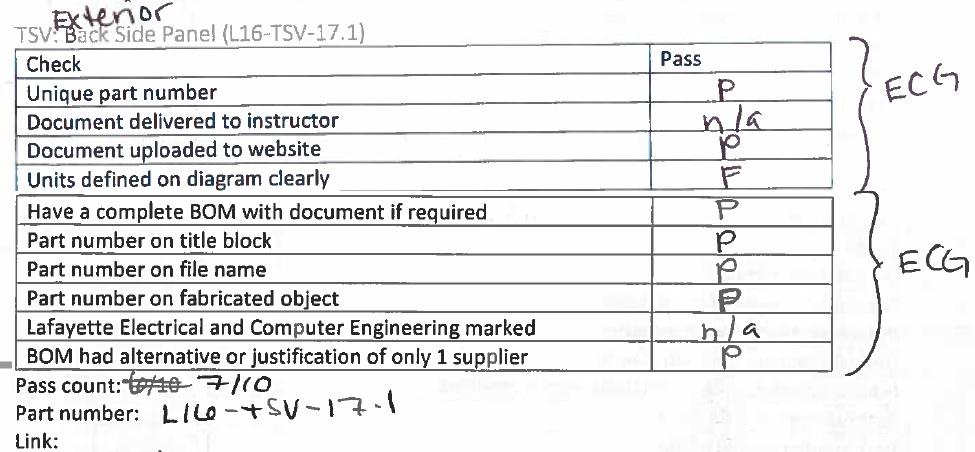 Exterior
TSV: Back Side Panel (L16-TSV-17.1)
Check Pass
Unique part number P
Document delivered to instructor n/a
Document uploaded to website P
Units defined on diagram clearly F
ECG
Have a complete BOM with document if required P
Part number on title block P
Part number on file name P
Part number on fabricated object P
Lafayette Electrical and Computer Engineering marked n/a
BOM had alternative or justification of only 1 supplier P
ECG
Pass count: 6/10 7/10
Part number: L16-TSV-17.1
Link: